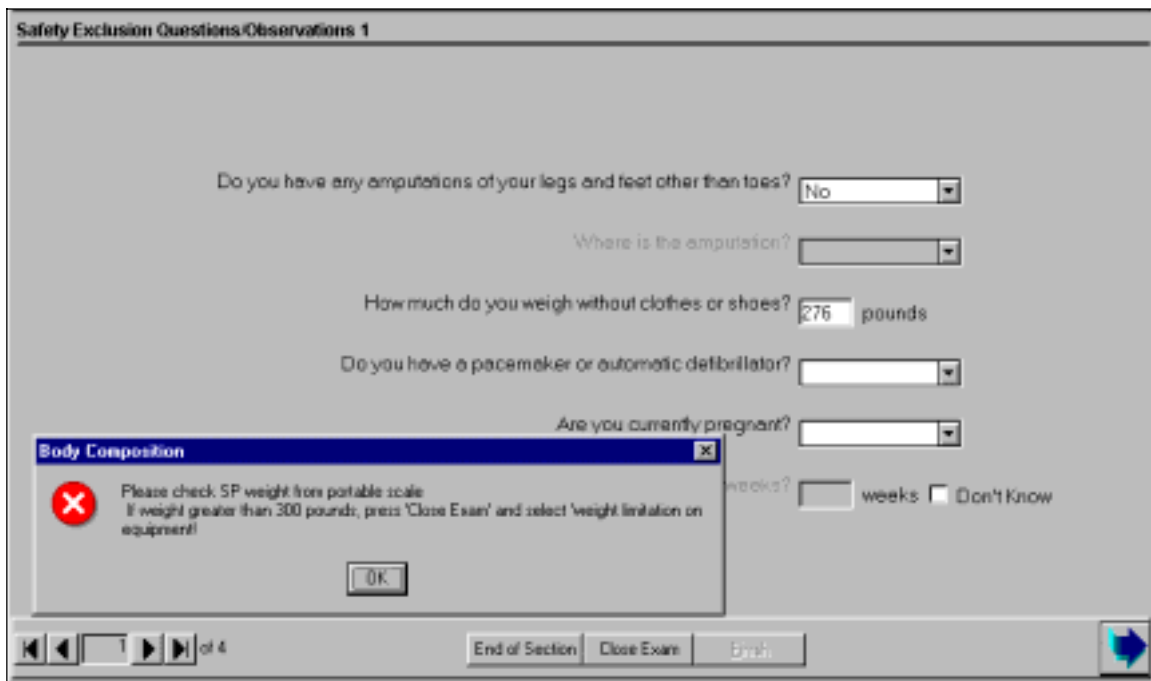 Safety Exclusion Questions/Observations 1
Do you have any amputations of your legs and feet other than toes? No
Where is the amputation?
How much do you weigh without clothes or shoes? 276 pounds
Do you have a pacemaker or automatic defibrillator?
Are you currently pregnant?
weeks? weeks Don't Know
Body Composition
Please check SP weight from portable scale
If weight greater than 300 pounds, press 'Close Exam' and select 'weight limitation on
equipment!
OK
1 of 4
End of Section Close Exam Finish